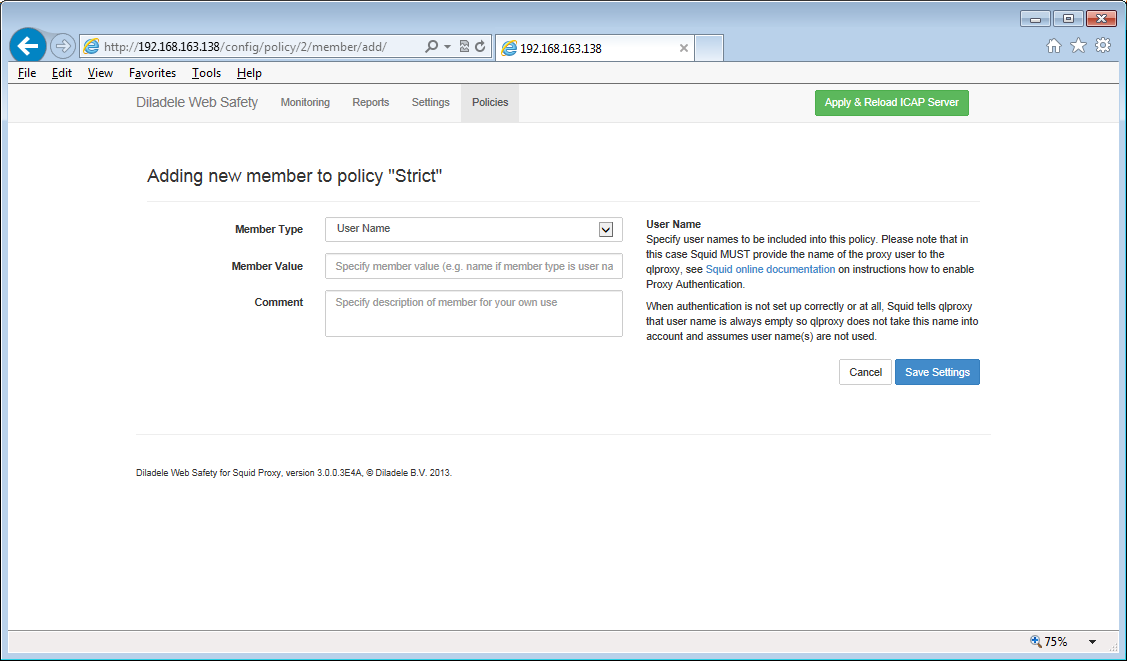 http://192.168.163.138/config/policy/2/member/add/
192.168.163.138
File Edit View Favorites Tools Help
Diladele Web Safety Monitoring Reports Settings Policies Apply & Reload ICAP Server
Adding new member to policy "Strict"
Member Type User Name
Member Value Specify member value (e.g. name if member type is user na
Comment Specify description of member for your own use
User Name
Specify user names to be included into this policy. Please note that in
this case Squid MUST provide the name of the proxy user to the
qlproxy, see Squid online documentation on instructions how to enable
Proxy Authentication.
When authentication is not set up correctly or at all, Squid tells qlproxy
that user name is always empty so qlproxy does not take this name into
account and assumes user name(s) are not used.
Cancel Save Settings
Diladele Web Safety for Squid Proxy, version 3.0.0.3E4A, © Diladele B.V. 2013.
75%